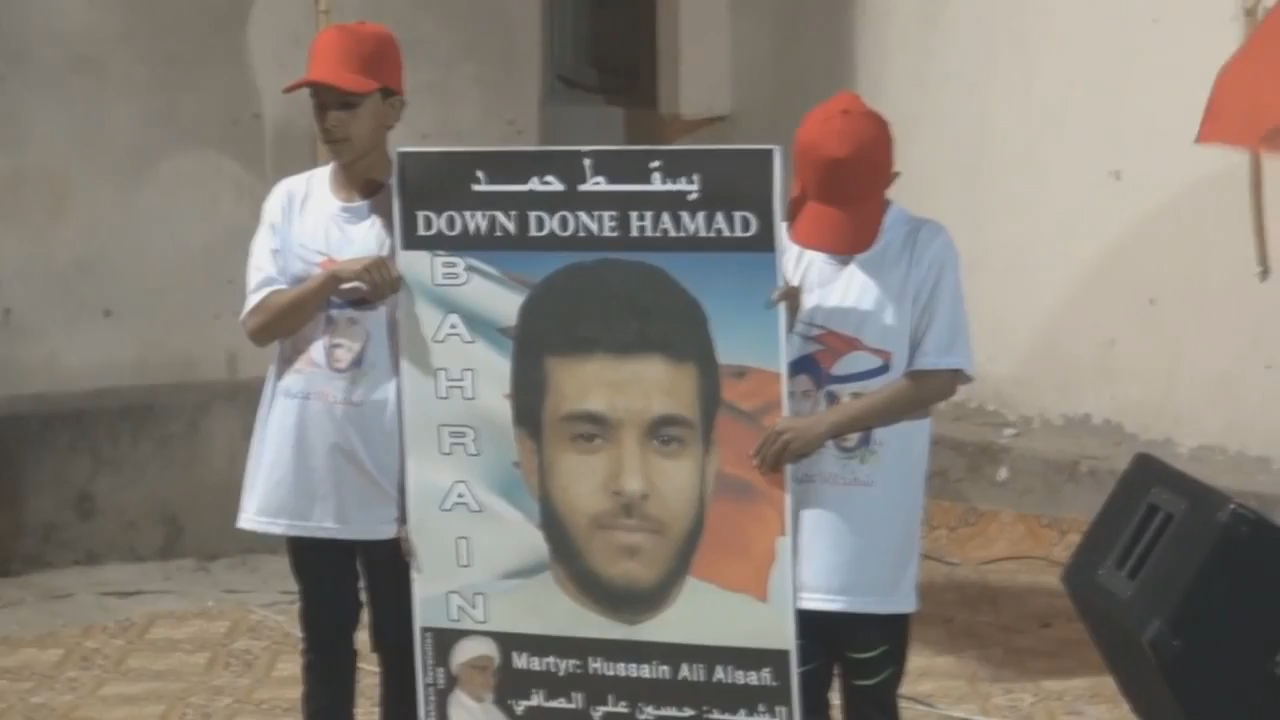 يسقط حمد
DOWN DONE HAMAD
BAHRAIN
Martyr: Hussain Ali Alsafi.
الشهيد: حسين علي الصافي.